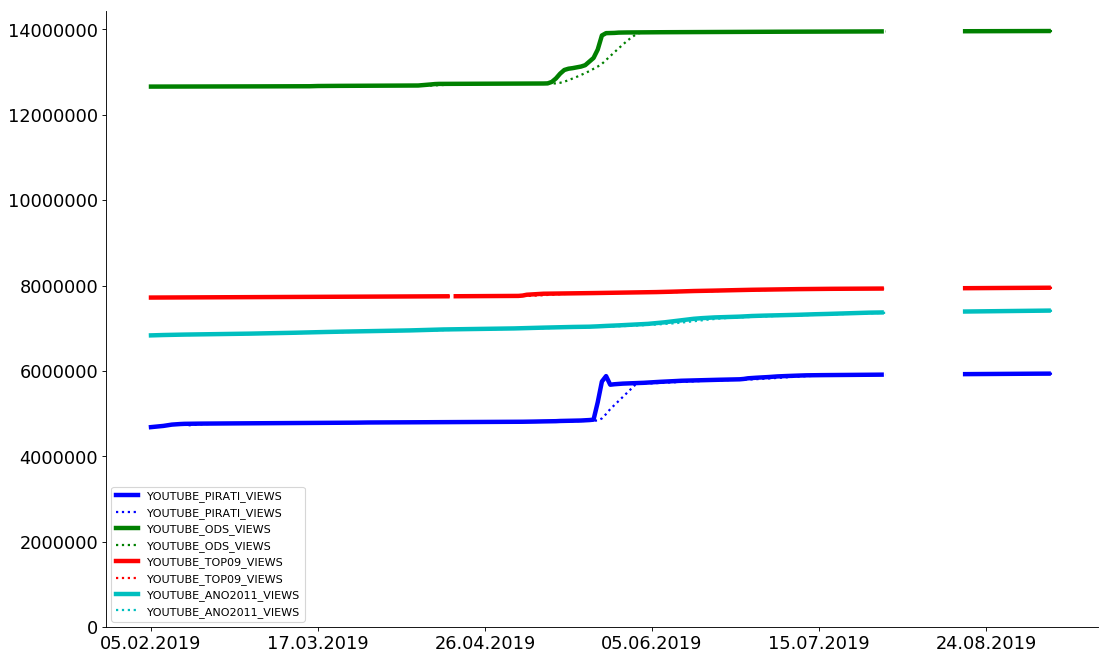 14000000
12000000
10000000
8000000
6000000
4000000
2000000
0
YOUTUBE_PIRATI_VIEWS
YOUTUBE_PIRATI_VIEWS
YOUTUBE_ODS_VIEWS
YOUTUBE_ODS_VIEWS
YOUTUBE_TOP09_VIEWS
YOUTUBE_TOP09_VIEWS
YOUTUBE_ANO2011_VIEWS
YOUTUBE_ANO2011_VIEWS
05.02.2019 17.03.2019 26.04.2019 05.06.2019 15.07.2019 24.08.2019